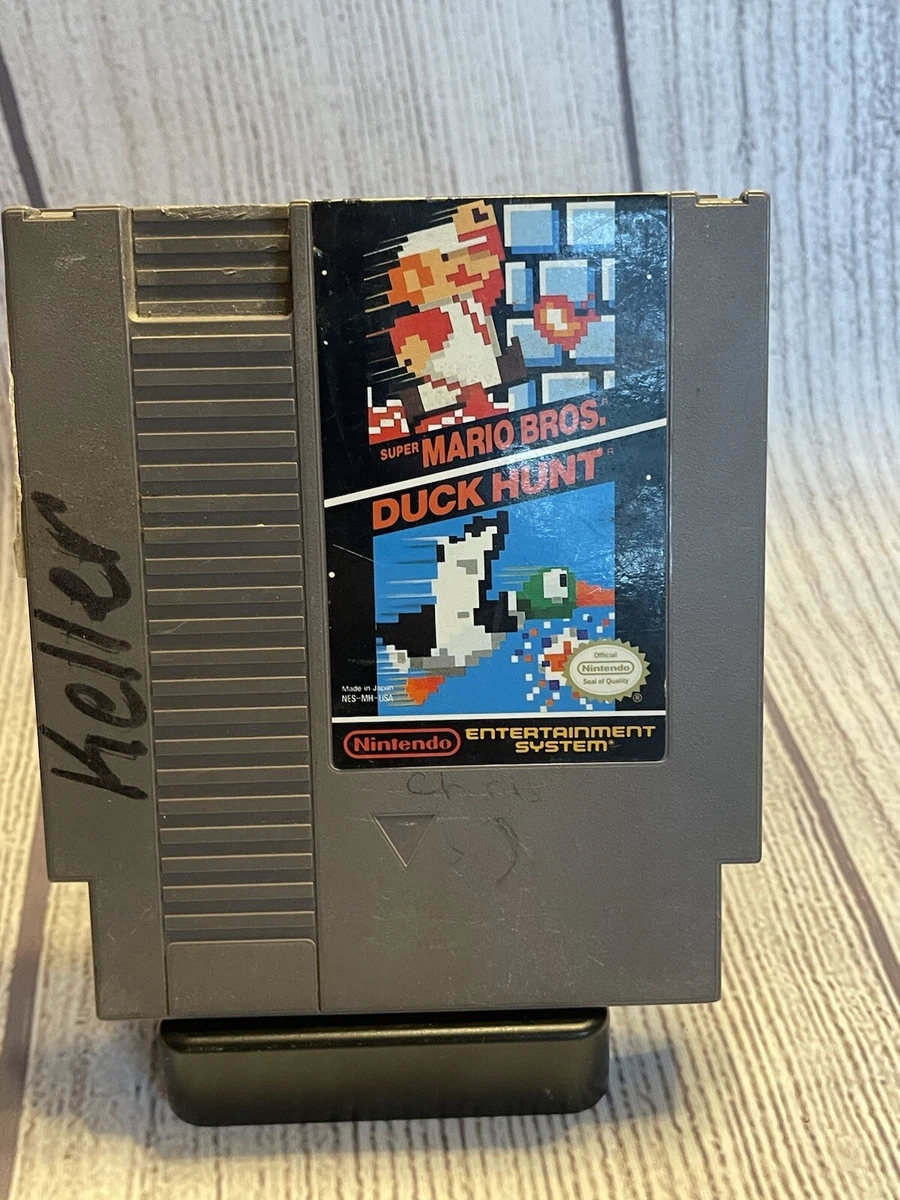 SUPER MARIO BROS.
DUCK HUNT
Official
Nintendo
Seal of Quality
Made in Japan
NES-MH-USA
Nintendo ENTERTAINMENT
SYSTEM
Keller
Chris